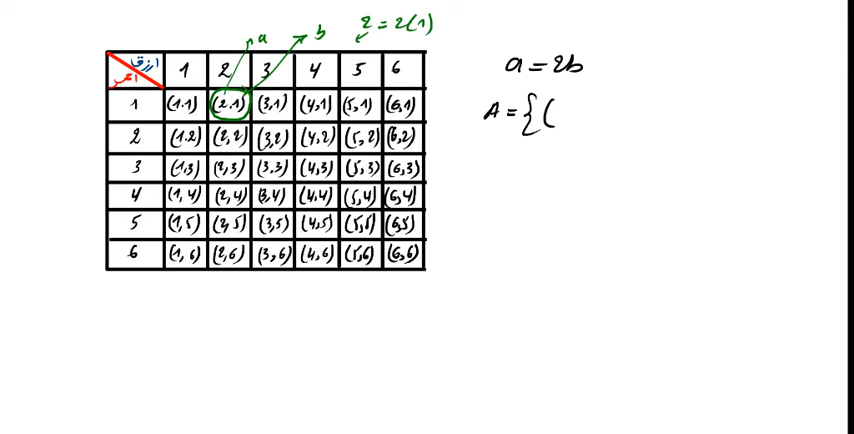 a b 2 = 2(1)
ازرق 1 2 3 4 5 6
احمر
1 (1.1) (2.1) (3,1) (4,1) (5,1) (6,1)
2 (1.2) (2,2) (3,2) (4,2) (5,2) (6,2)
3 (1,3) (2,3) (3.3) (4,3) (5,3) (6,3)
4 (1,4) (2,4) (3,4) (4.4) (5,4) (6,4)
5 (1,5) (2,5) (3,5) (4,5) (5,5) (6,5)
6 (1,6) (2,6) (3,6) (4,6) (5,6) (6,6)
a = 2b
A = { (